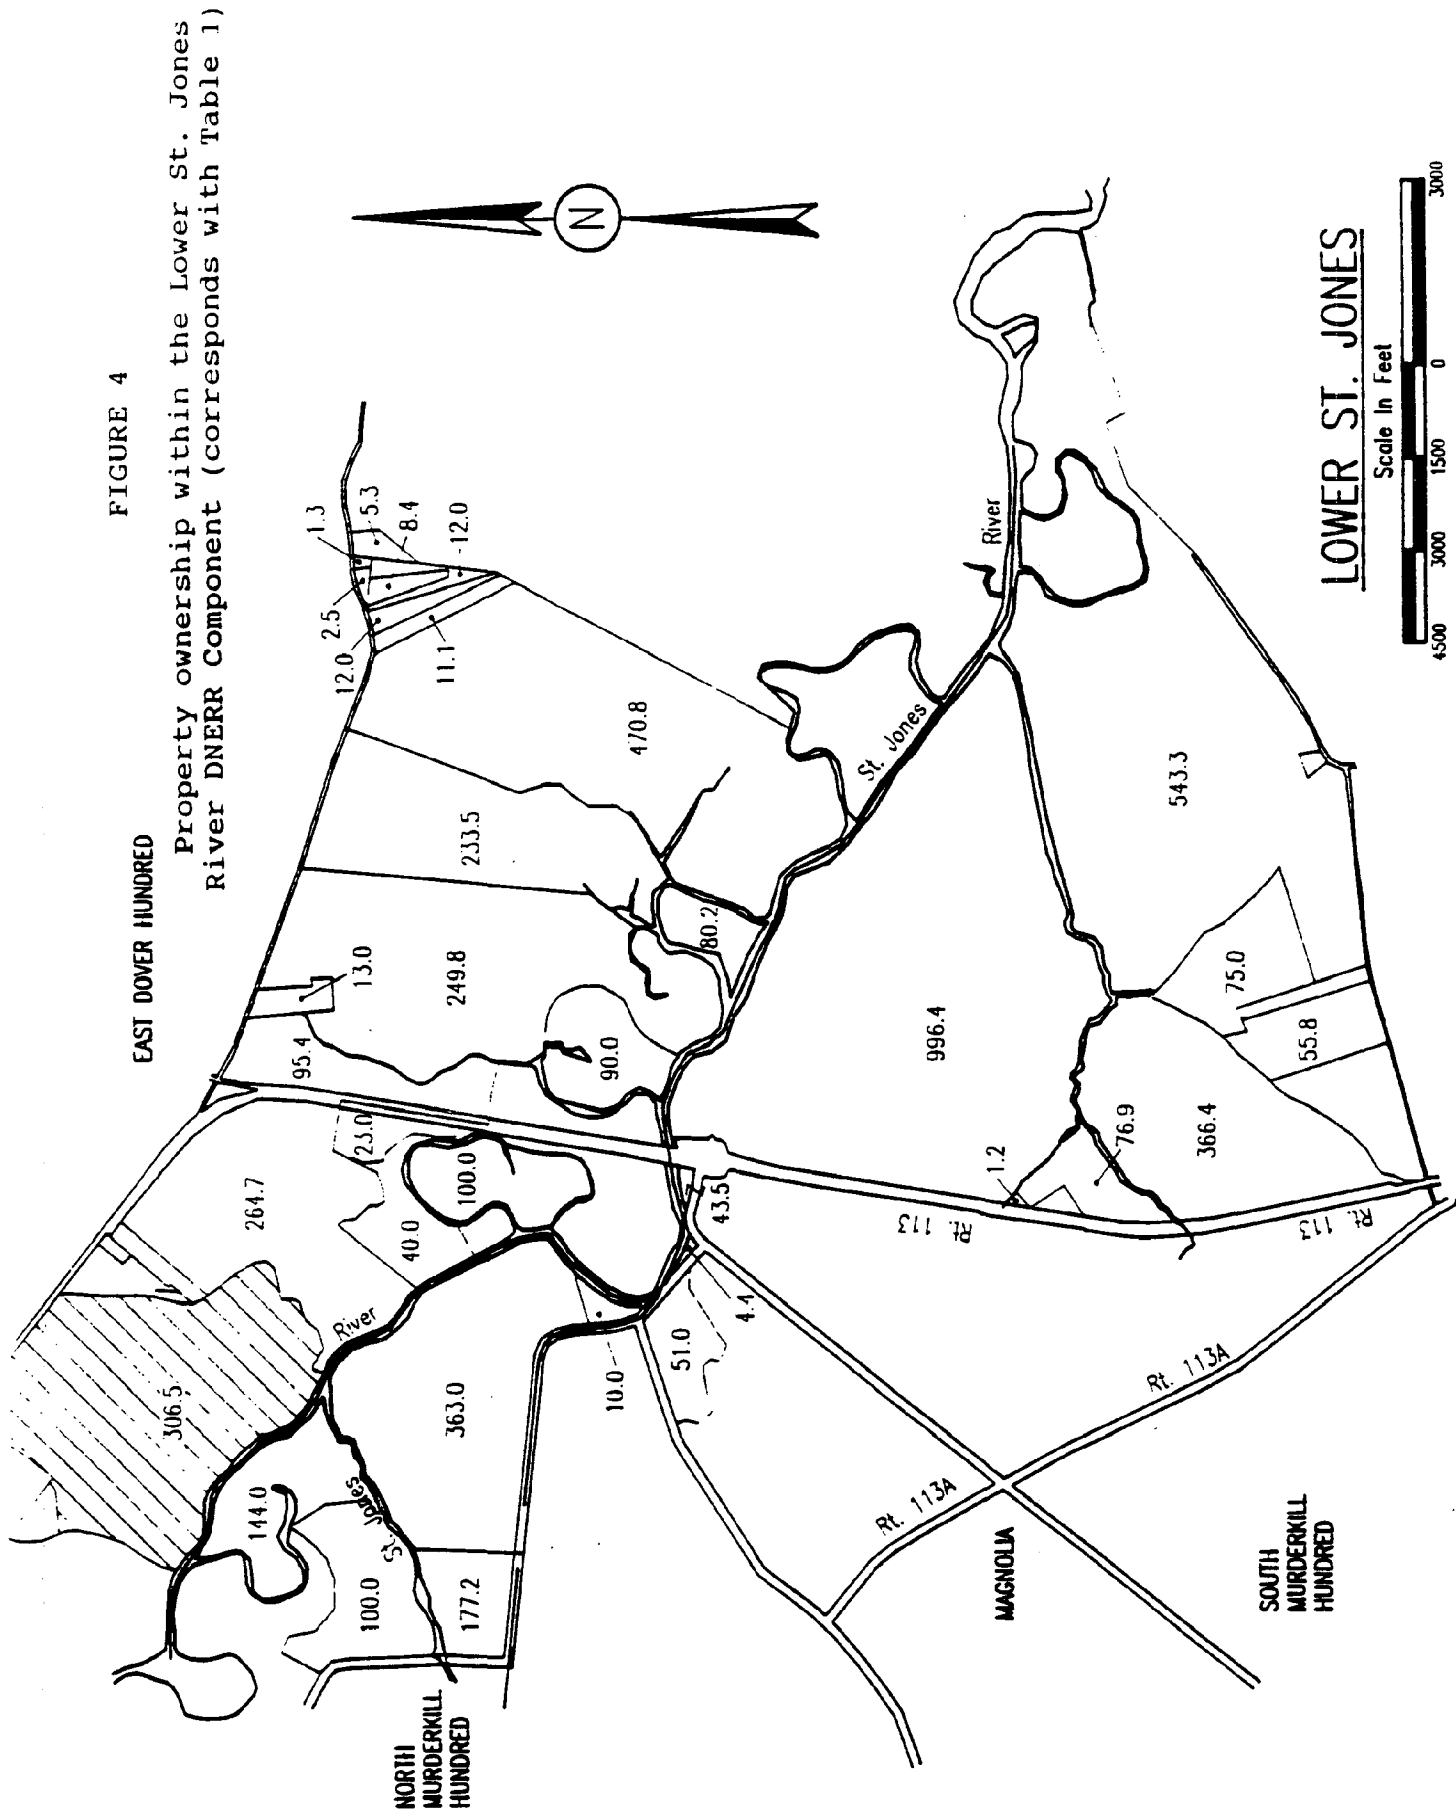 FIGURE 4
Property ownership within the Lower St. Jones
River DNERR Component (corresponds with Table 1)
EAST DOVER HUNDRED
N
1.3
5.3
8.4
12.0
2.5
12.0
11.1
470.8
233.5
13.0
249.8
95.4
80.2
90.0
23.0
264.7
100.0
40.0
306.5
River
144.0
363.0
St. Jones
100.0
177.2
10.0
NORTH
MURDERKILL
HUNDRED
St. Jones
River
996.4
543.3
75.0
55.8
366.4
76.9
1.2
43.5
4.4
51.0
Rt. 113
Rt. 113
Rt. 113A
Rt. 113A
MAGNOLIA
SOUTH
MURDERKILL
HUNDRED
LOWER ST. JONES
Scale In Feet
4500 3000 1500 0 3000